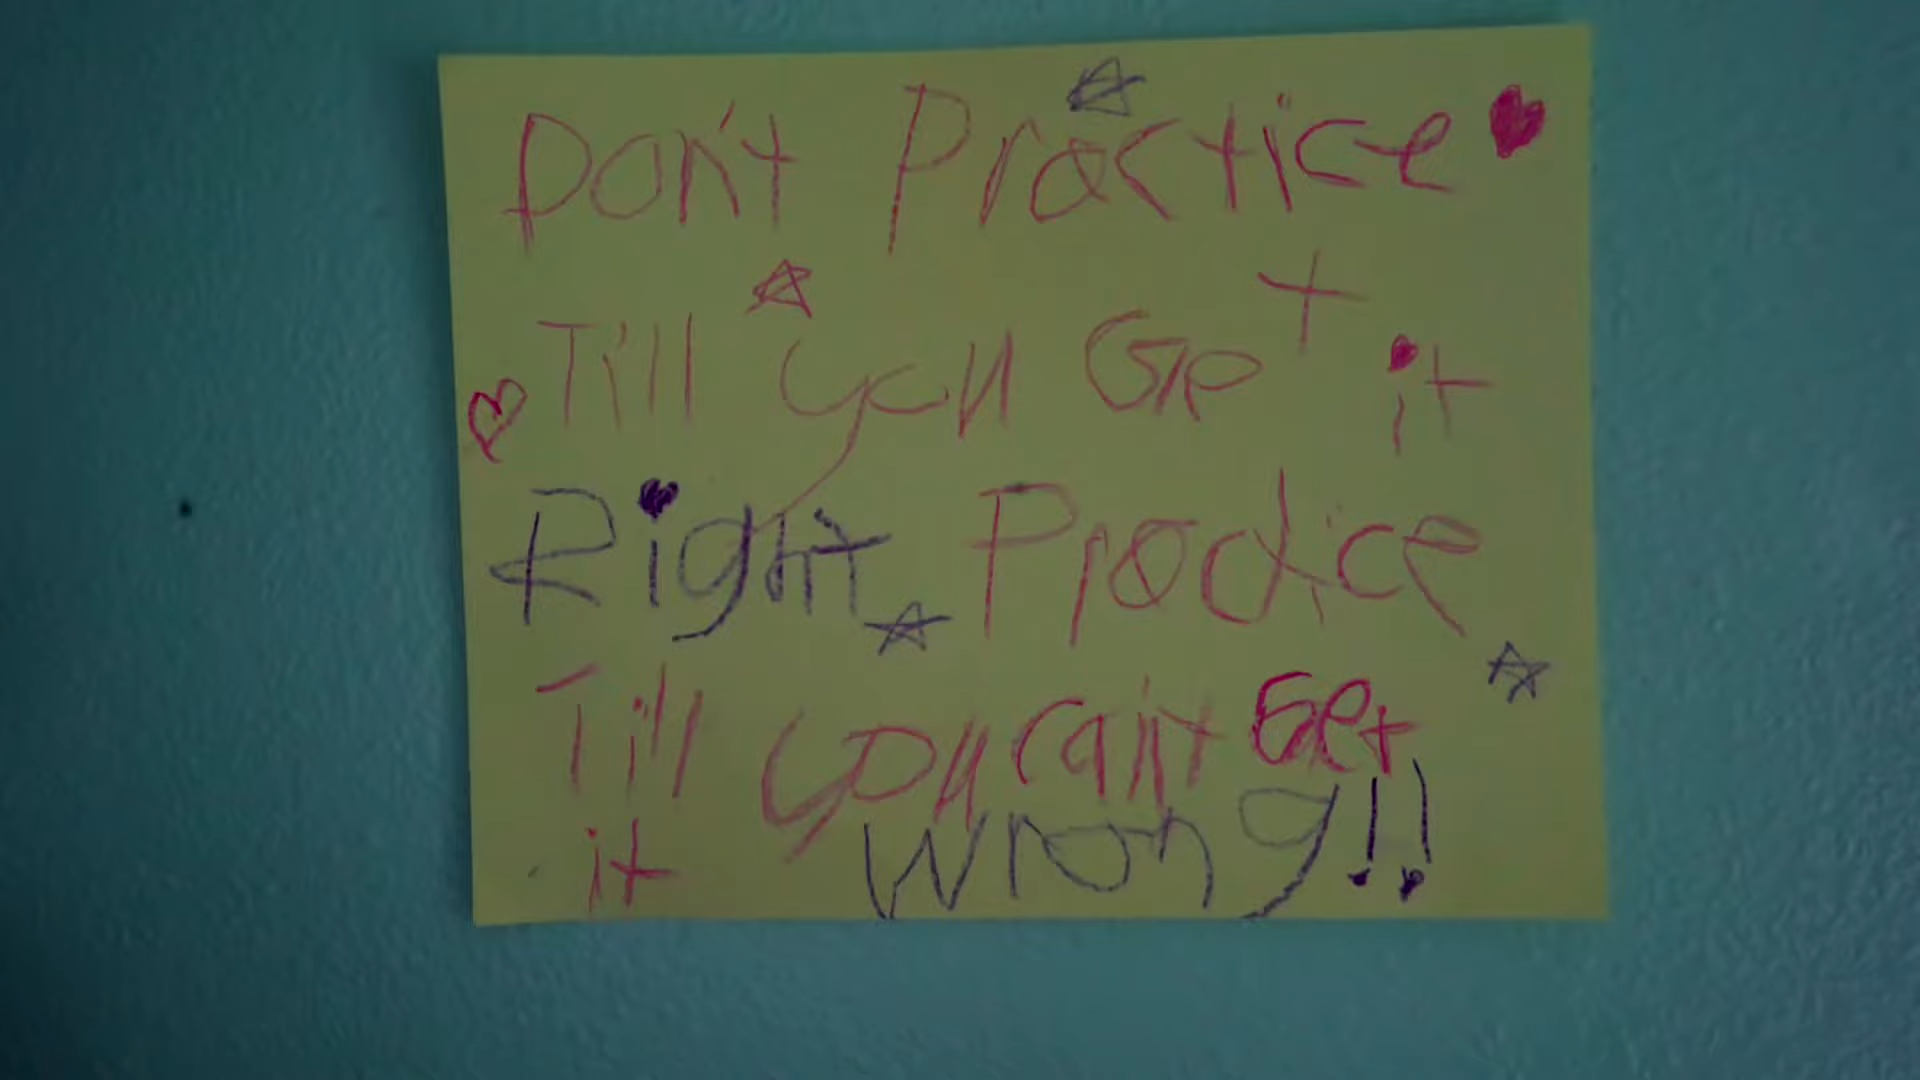 Don't Practice
Till you Get it
Right Practice
Till you can't Get
it wrong!!